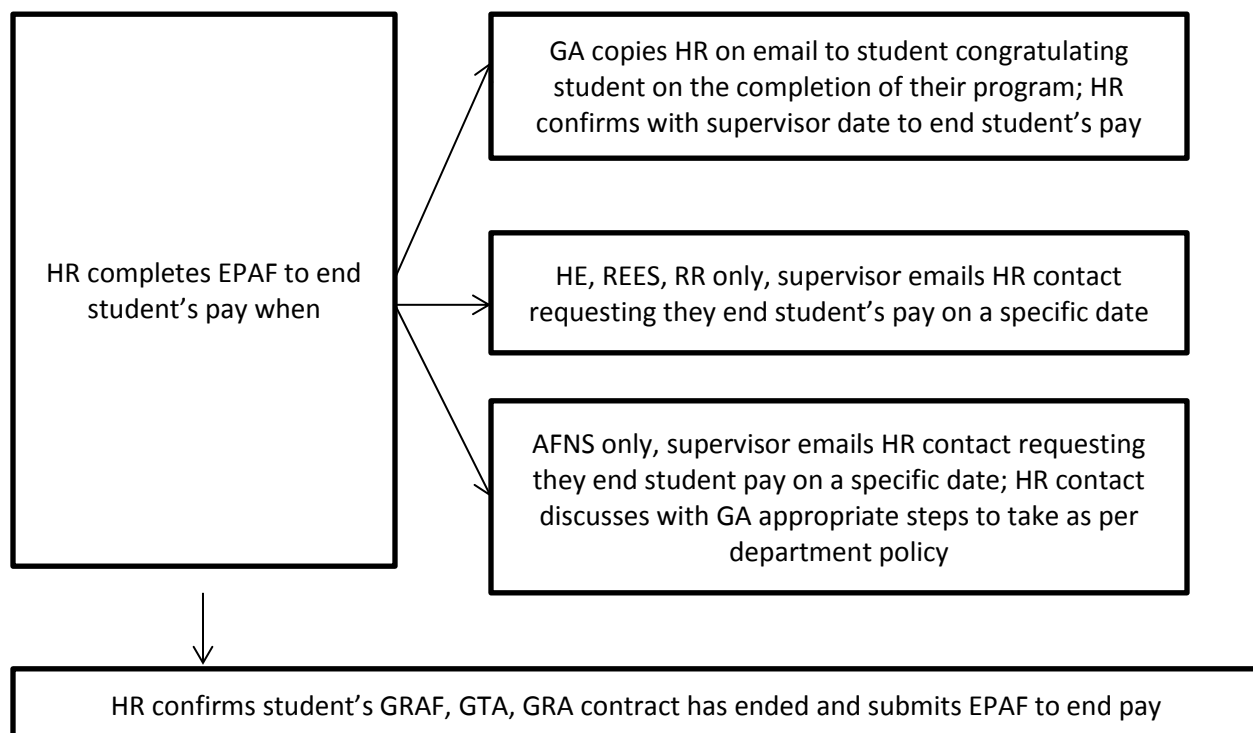 GA copies HR on email to student congratulating
student on the completion of their program; HR
confirms with supervisor date to end student’s pay
HR completes EPAF to end
student’s pay when
HE, REES, RR only, supervisor emails HR contact
requesting they end student’s pay on a specific date
AFNS only, supervisor emails HR contact requesting
they end student pay on a specific date; HR contact
discusses with GA appropriate steps to take as per
department policy
HR confirms student’s GRAF, GTA, GRA contract has ended and submits EPAF to end pay